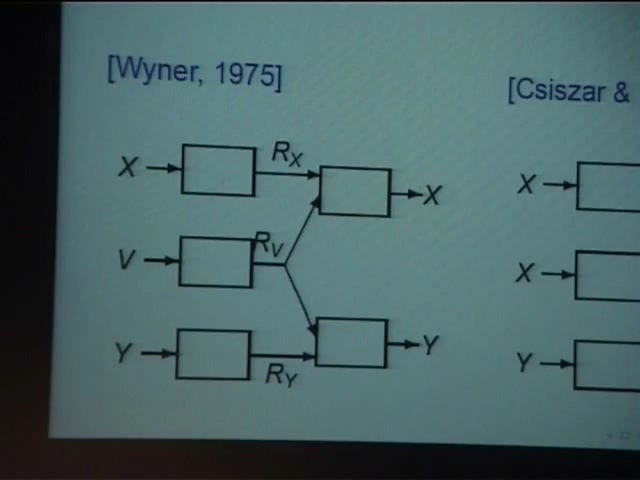 [Wyner, 1975]
X
R_X
X
V
R_V
Y
R_Y
Y
[Csiszar &
X
X
Y